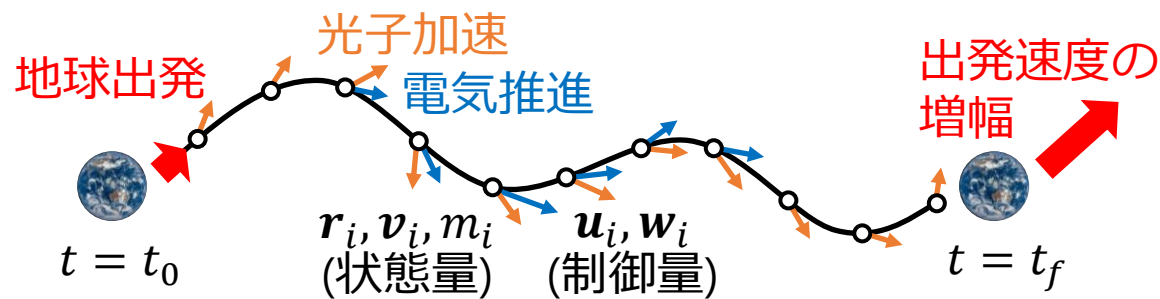 地球出発
光子加速
電気推進
出発速度の
増幅
t = t_0
r_i, v_i, m_i
(状態量)
u_i, w_i
(制御量)
t = t_f